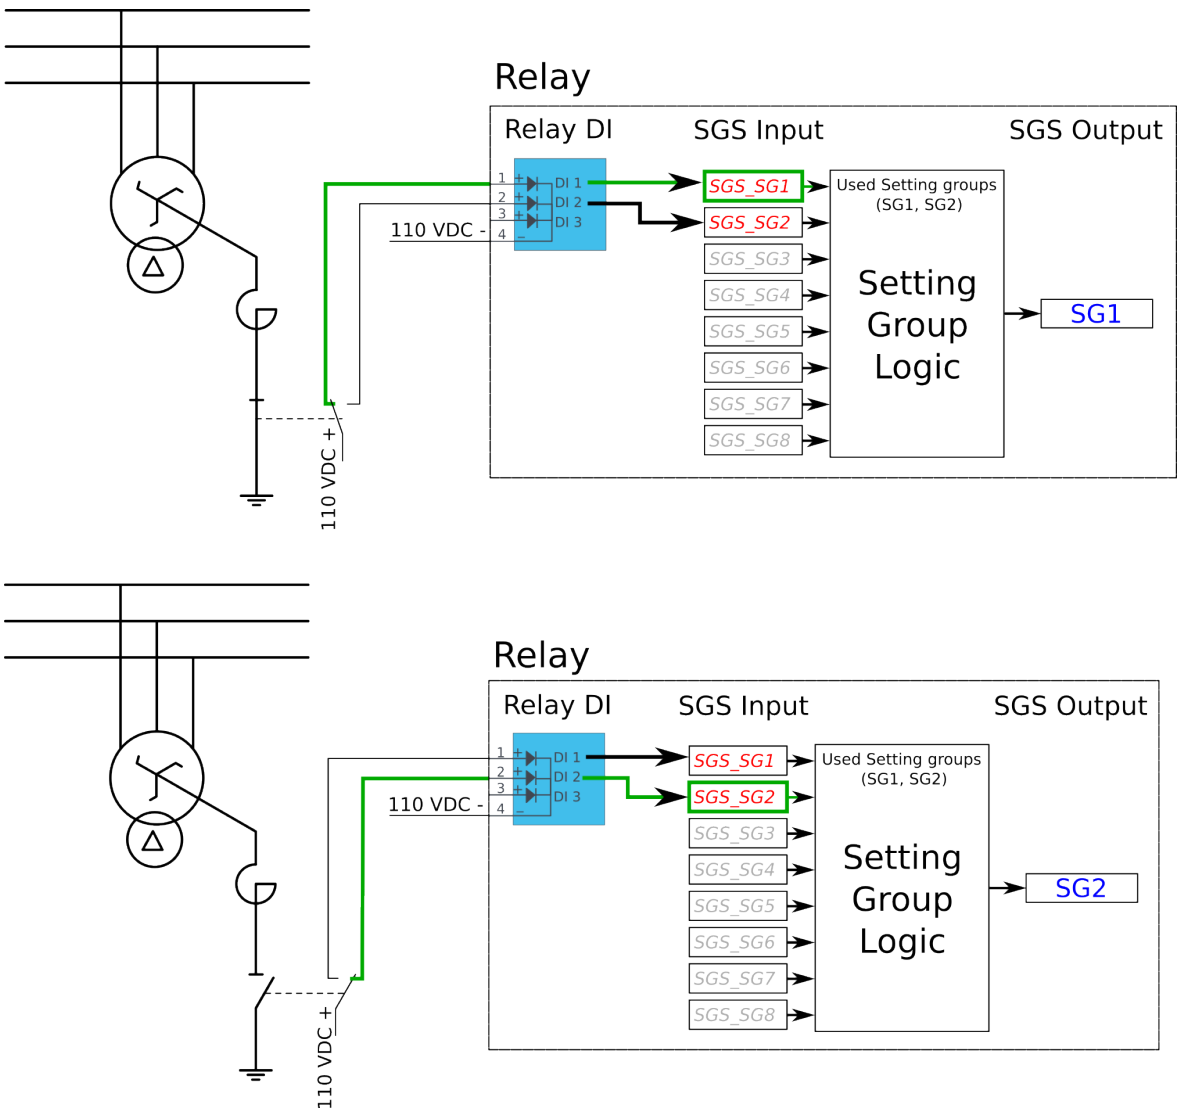 Relay
Relay DI
SGS Input
SGS Output
1 + DI 1
2 + DI 2
3 + DI 3
4 −
110 VDC -
110 VDC +
SGS_SG1
SGS_SG2
SGS_SG3
SGS_SG4
SGS_SG5
SGS_SG6
SGS_SG7
SGS_SG8
Used Setting groups
(SG1, SG2)
Setting
Group
Logic
SG1
Relay
Relay DI
SGS Input
SGS Output
1 + DI 1
2 + DI 2
3 + DI 3
4 −
110 VDC -
110 VDC +
SGS_SG1
SGS_SG2
SGS_SG3
SGS_SG4
SGS_SG5
SGS_SG6
SGS_SG7
SGS_SG8
Used Setting groups
(SG1, SG2)
Setting
Group
Logic
SG2